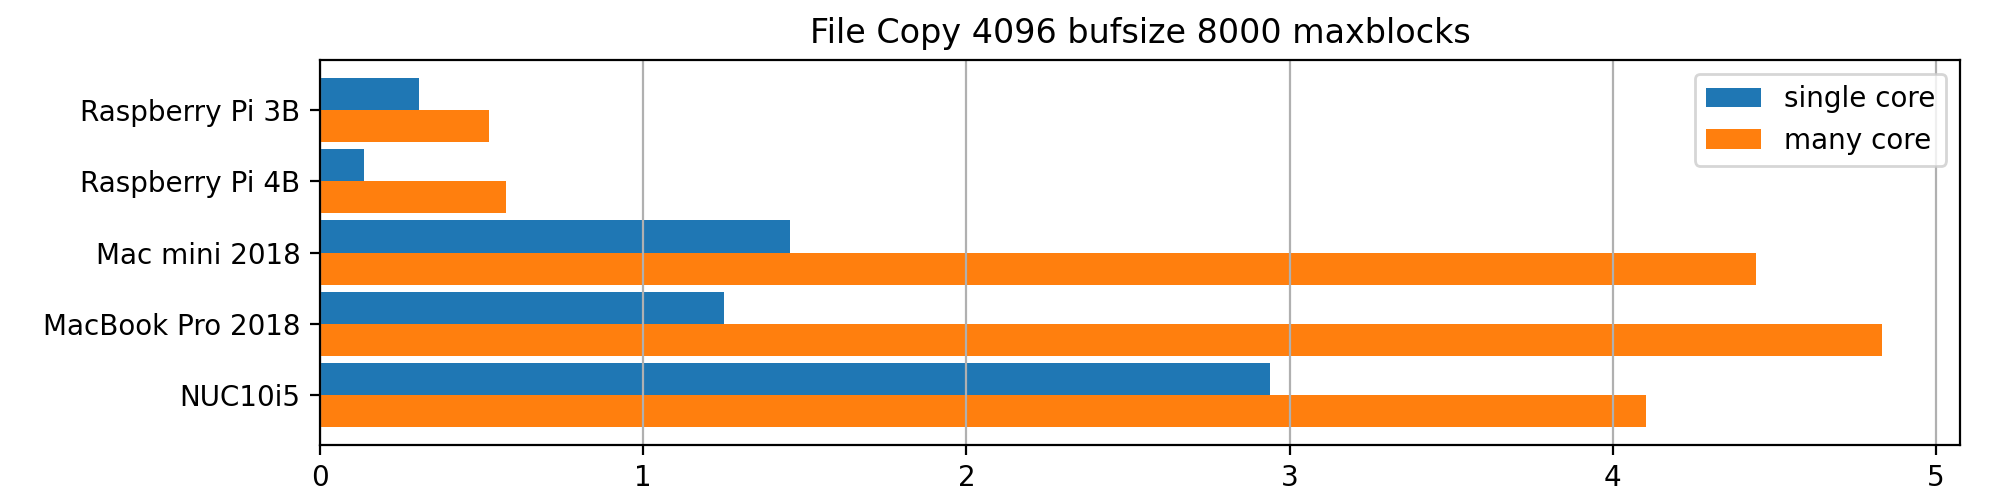 File Copy 4096 bufsize 8000 maxblocks
single core
many core
Raspberry Pi 3B
Raspberry Pi 4B
Mac mini 2018
MacBook Pro 2018
NUC10i5
0 1 2 3 4 5